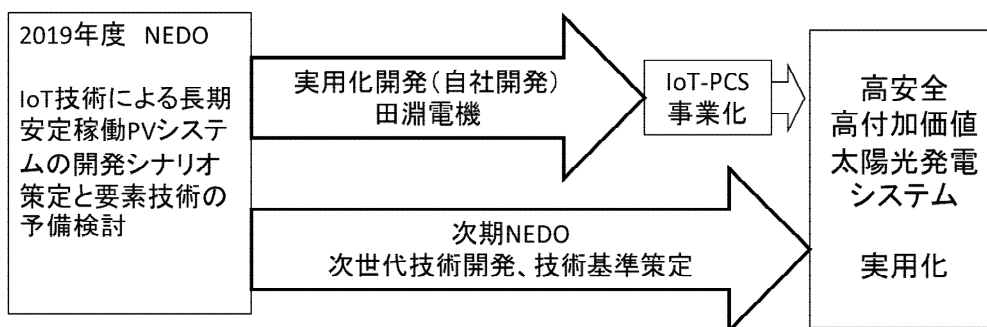 2019年度 NEDO
IoT技術による長期
安定稼働PVシステ
ムの開発シナリオ
策定と要素技術の
予備検討
実用化開発(自社開発)
田淵電機
IoT-PCS
事業化
次期NEDO
次世代技術開発、技術基準策定
高安全
高付加価値
太陽光発電
システム
実用化